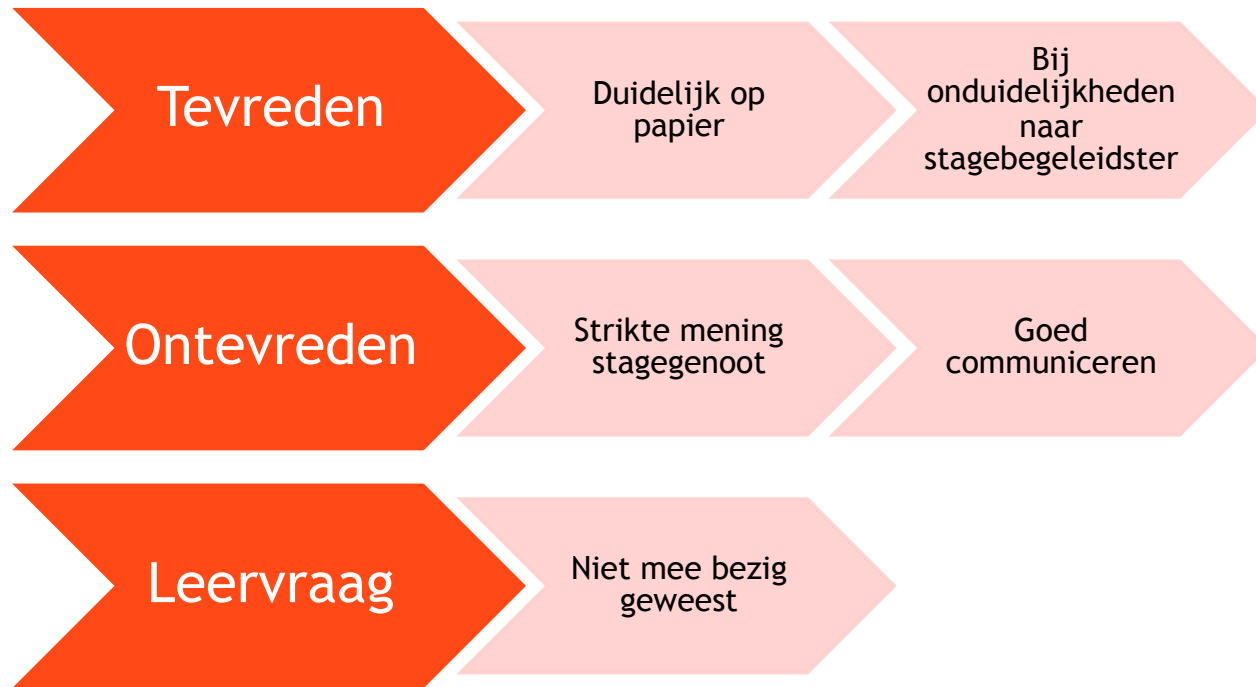 Tevreden
Duidelijk op
papier
Bij
onduidelijkheden
naar
stagebegeleidster
Ontevreden
Strikte mening
stagegenoot
Goed
communiceren
Leervraag
Niet mee bezig
geweest